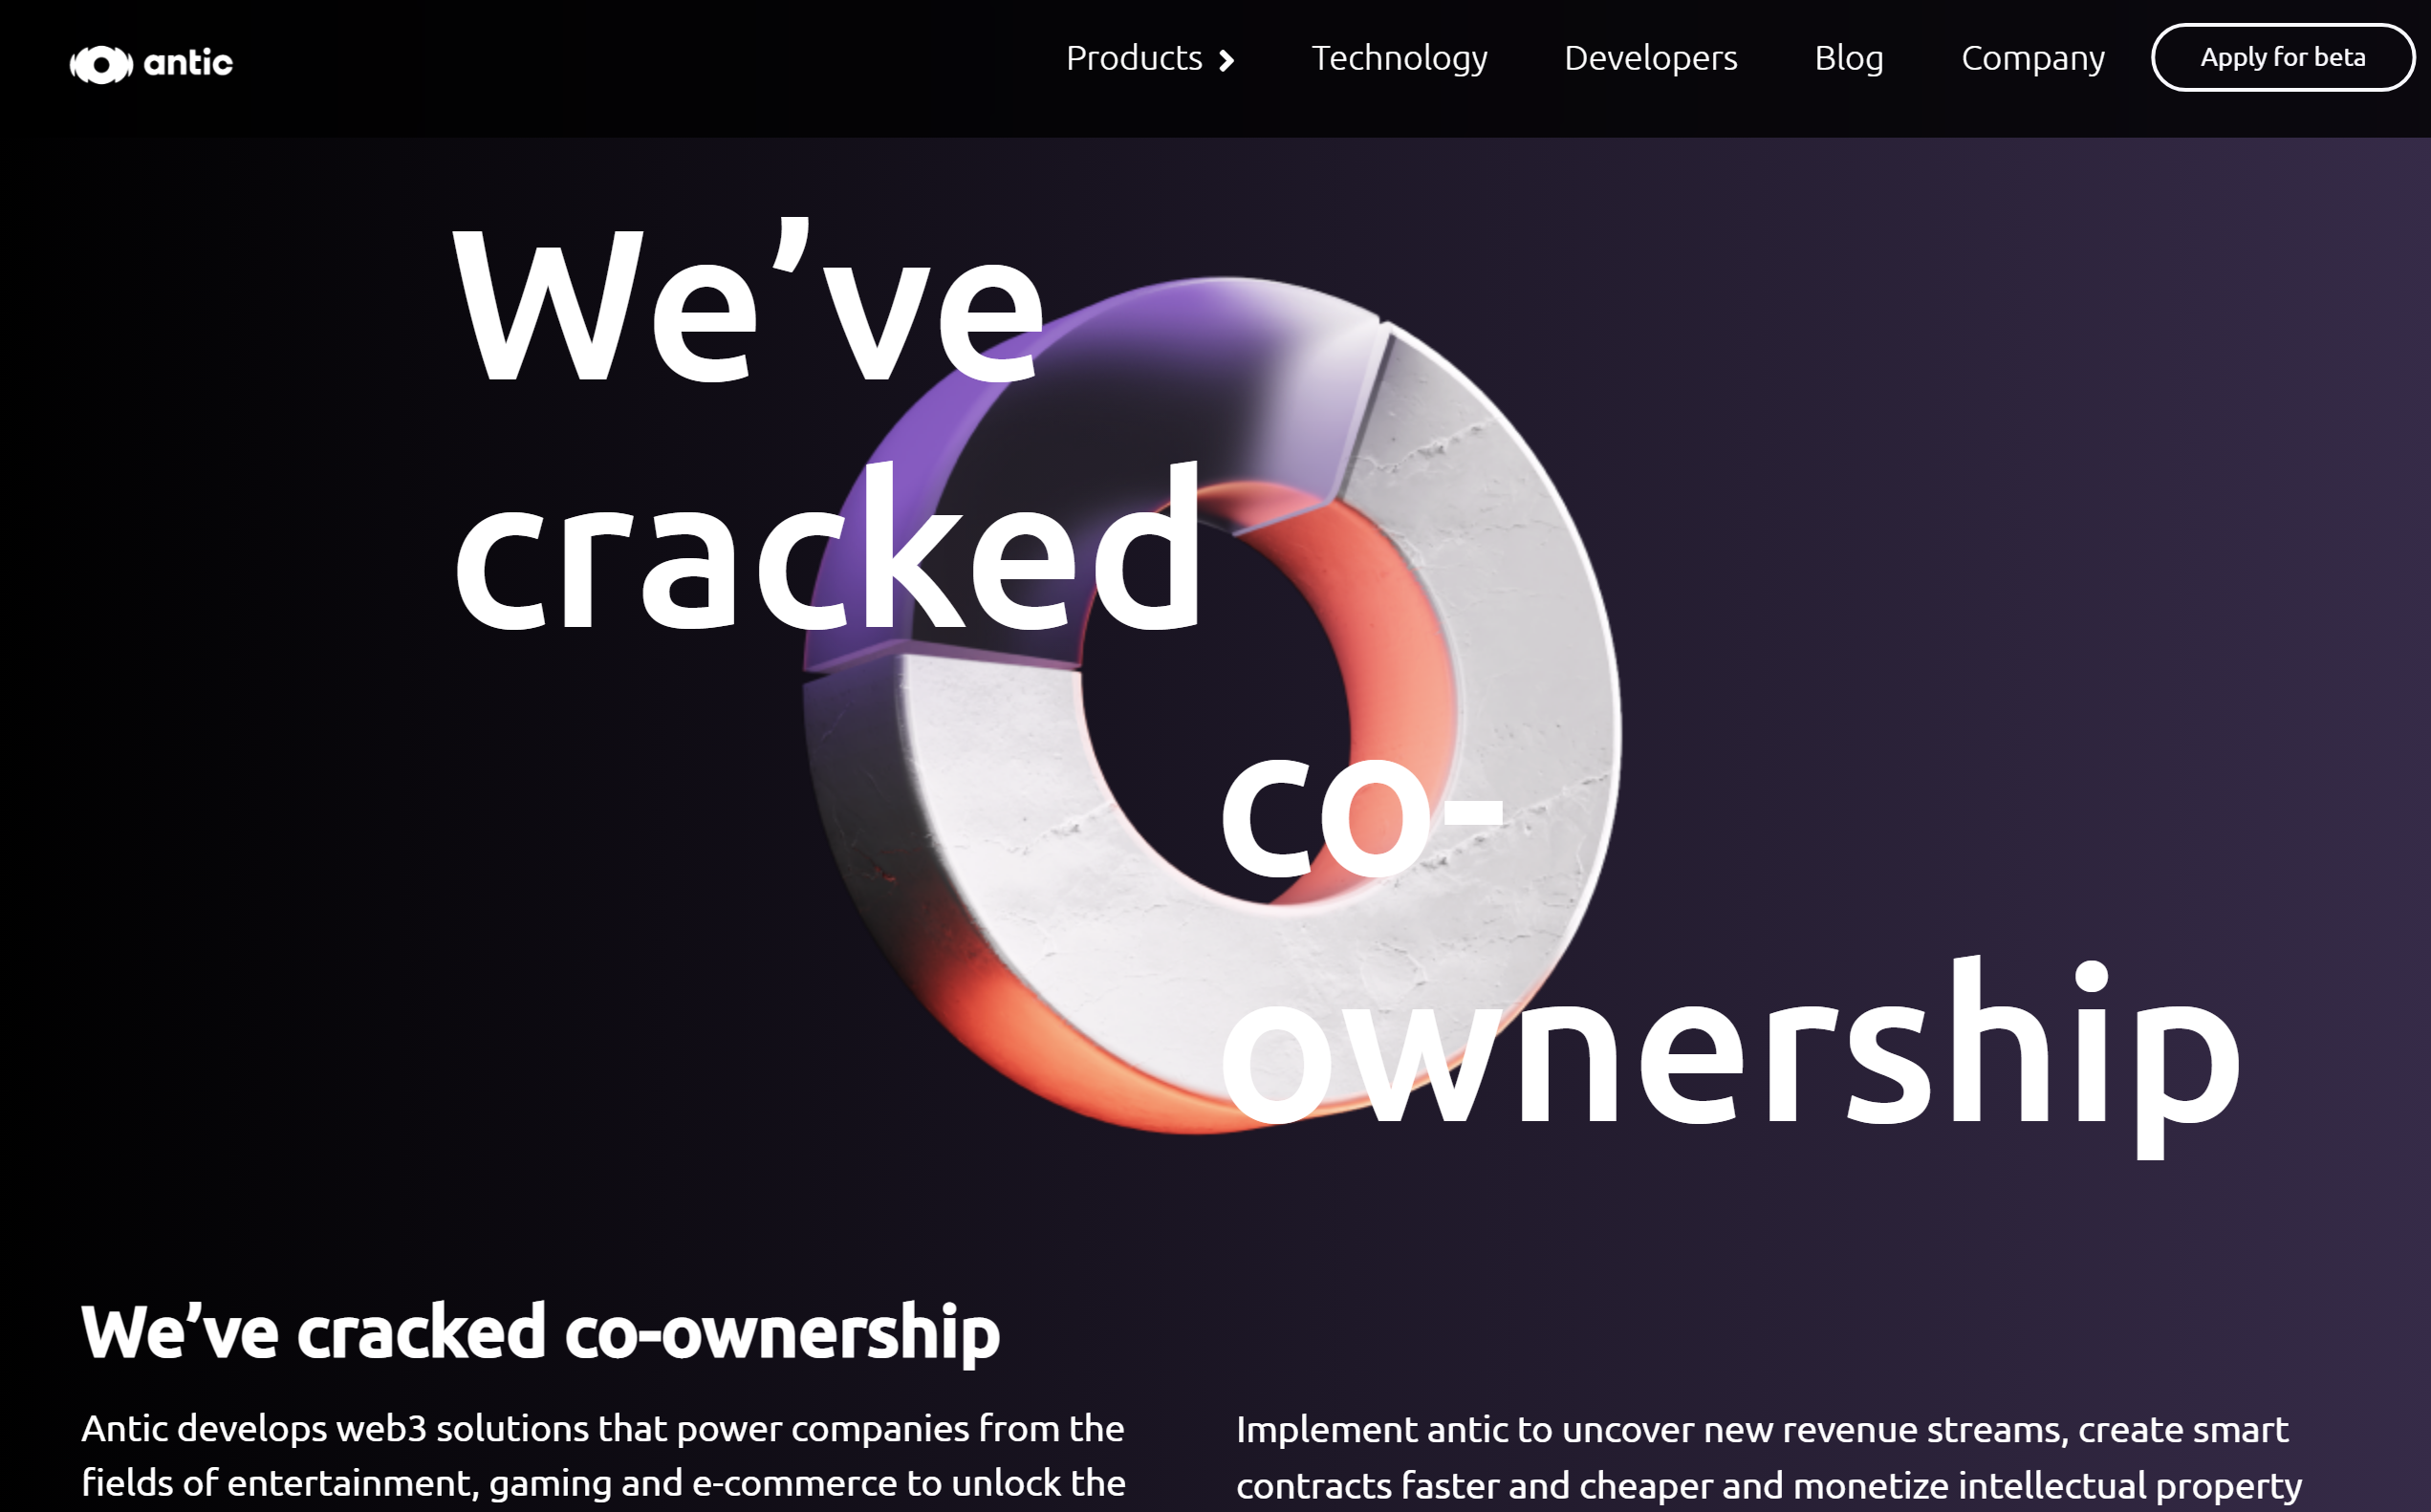 antic
Products
Technology
Developers
Blog
Company
Apply for beta
We’ve
cracked
co-
ownership
We’ve cracked co-ownership
Antic develops web3 solutions that power companies from the
fields of entertainment, gaming and e-commerce to unlock the
Implement antic to uncover new revenue streams, create smart
contracts faster and cheaper and monetize intellectual property